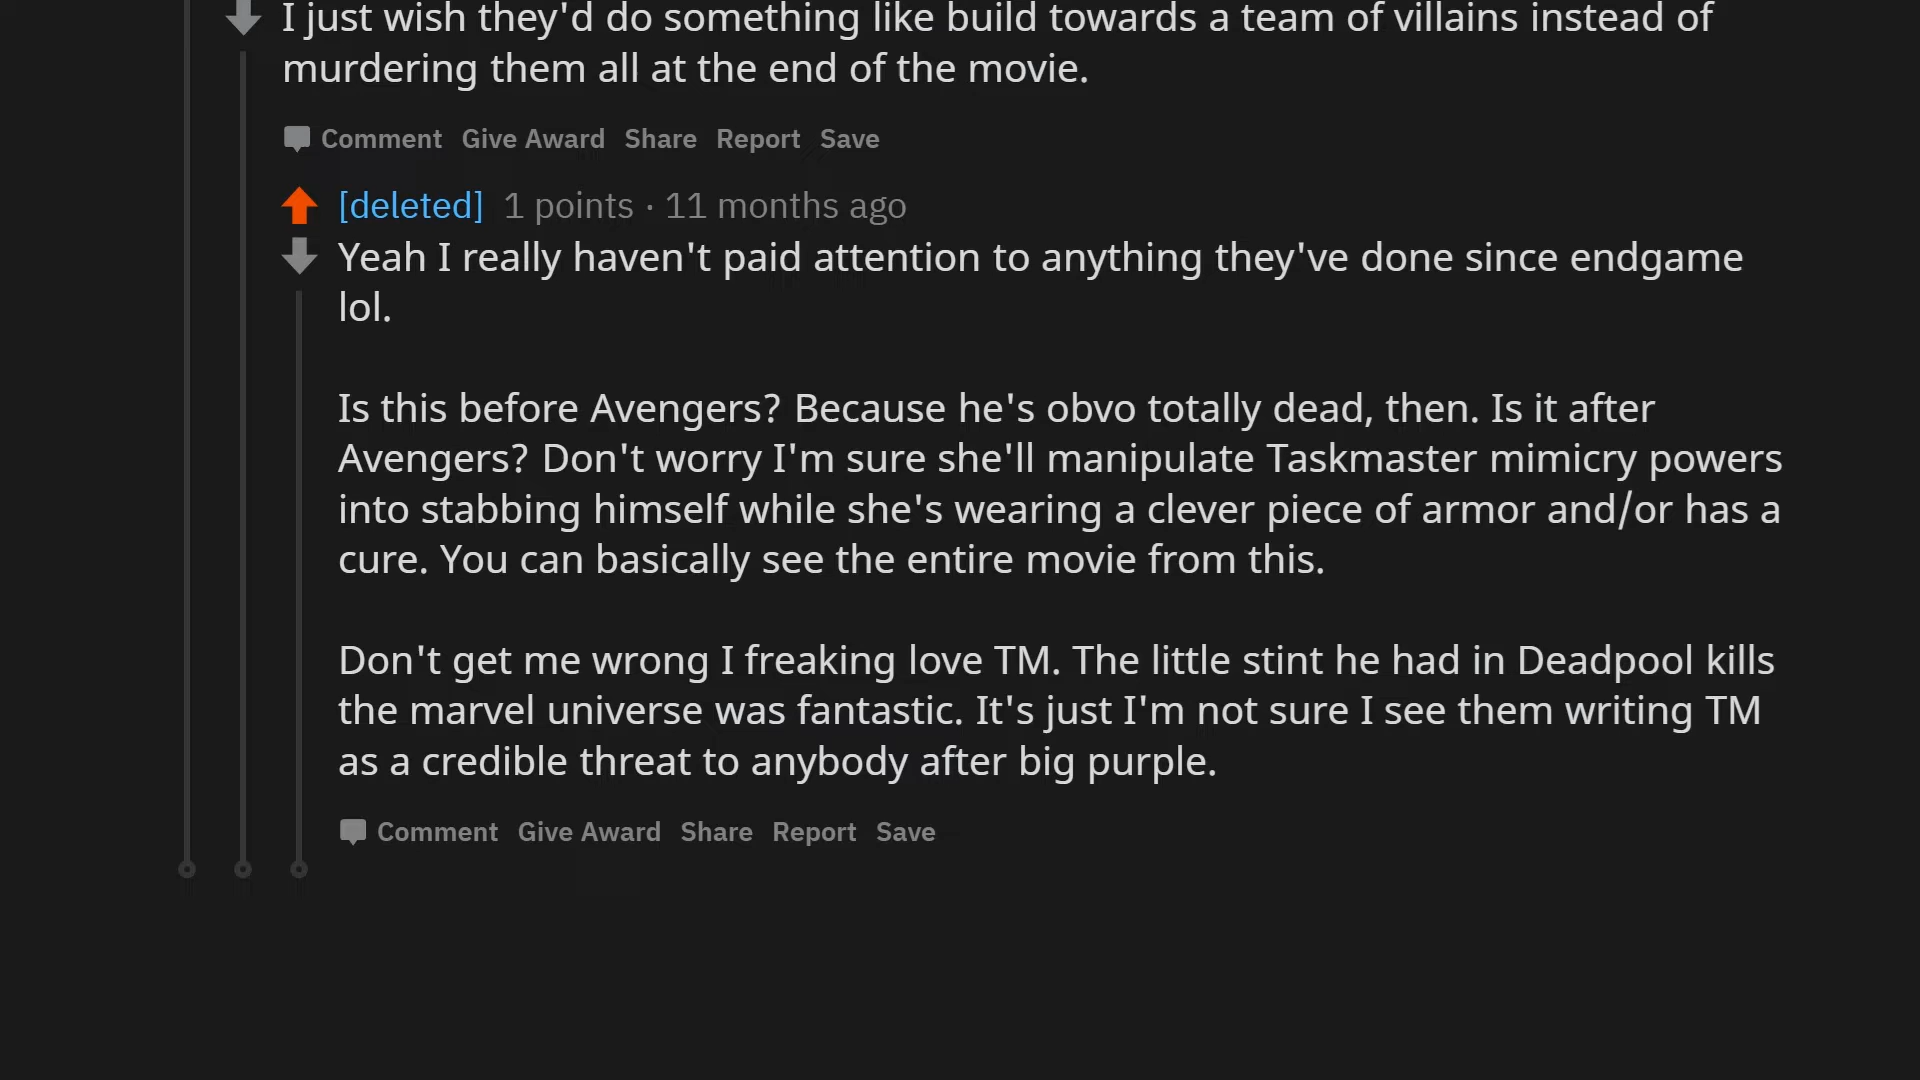 I just wish they'd do something like build towards a team of villains instead of
murdering them all at the end of the movie.
Comment Give Award Share Report Save
[deleted] 1 points · 11 months ago
Yeah I really haven't paid attention to anything they've done since endgame
lol.
Is this before Avengers? Because he's obvo totally dead, then. Is it after
Avengers? Don't worry I'm sure she'll manipulate Taskmaster mimicry powers
into stabbing himself while she's wearing a clever piece of armor and/or has a
cure. You can basically see the entire movie from this.
Don't get me wrong I freaking love TM. The little stint he had in Deadpool kills
the marvel universe was fantastic. It's just I'm not sure I see them writing TM
as a credible threat to anybody after big purple.
Comment Give Award Share Report Save